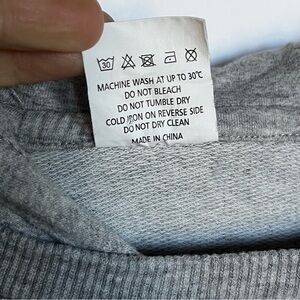 30
MACHINE WASH AT UP TO 30°C
DO NOT BLEACH
DO NOT TUMBLE DRY
COLD IRON ON REVERSE SIDE
DO NOT DRY CLEAN
MADE IN CHINA